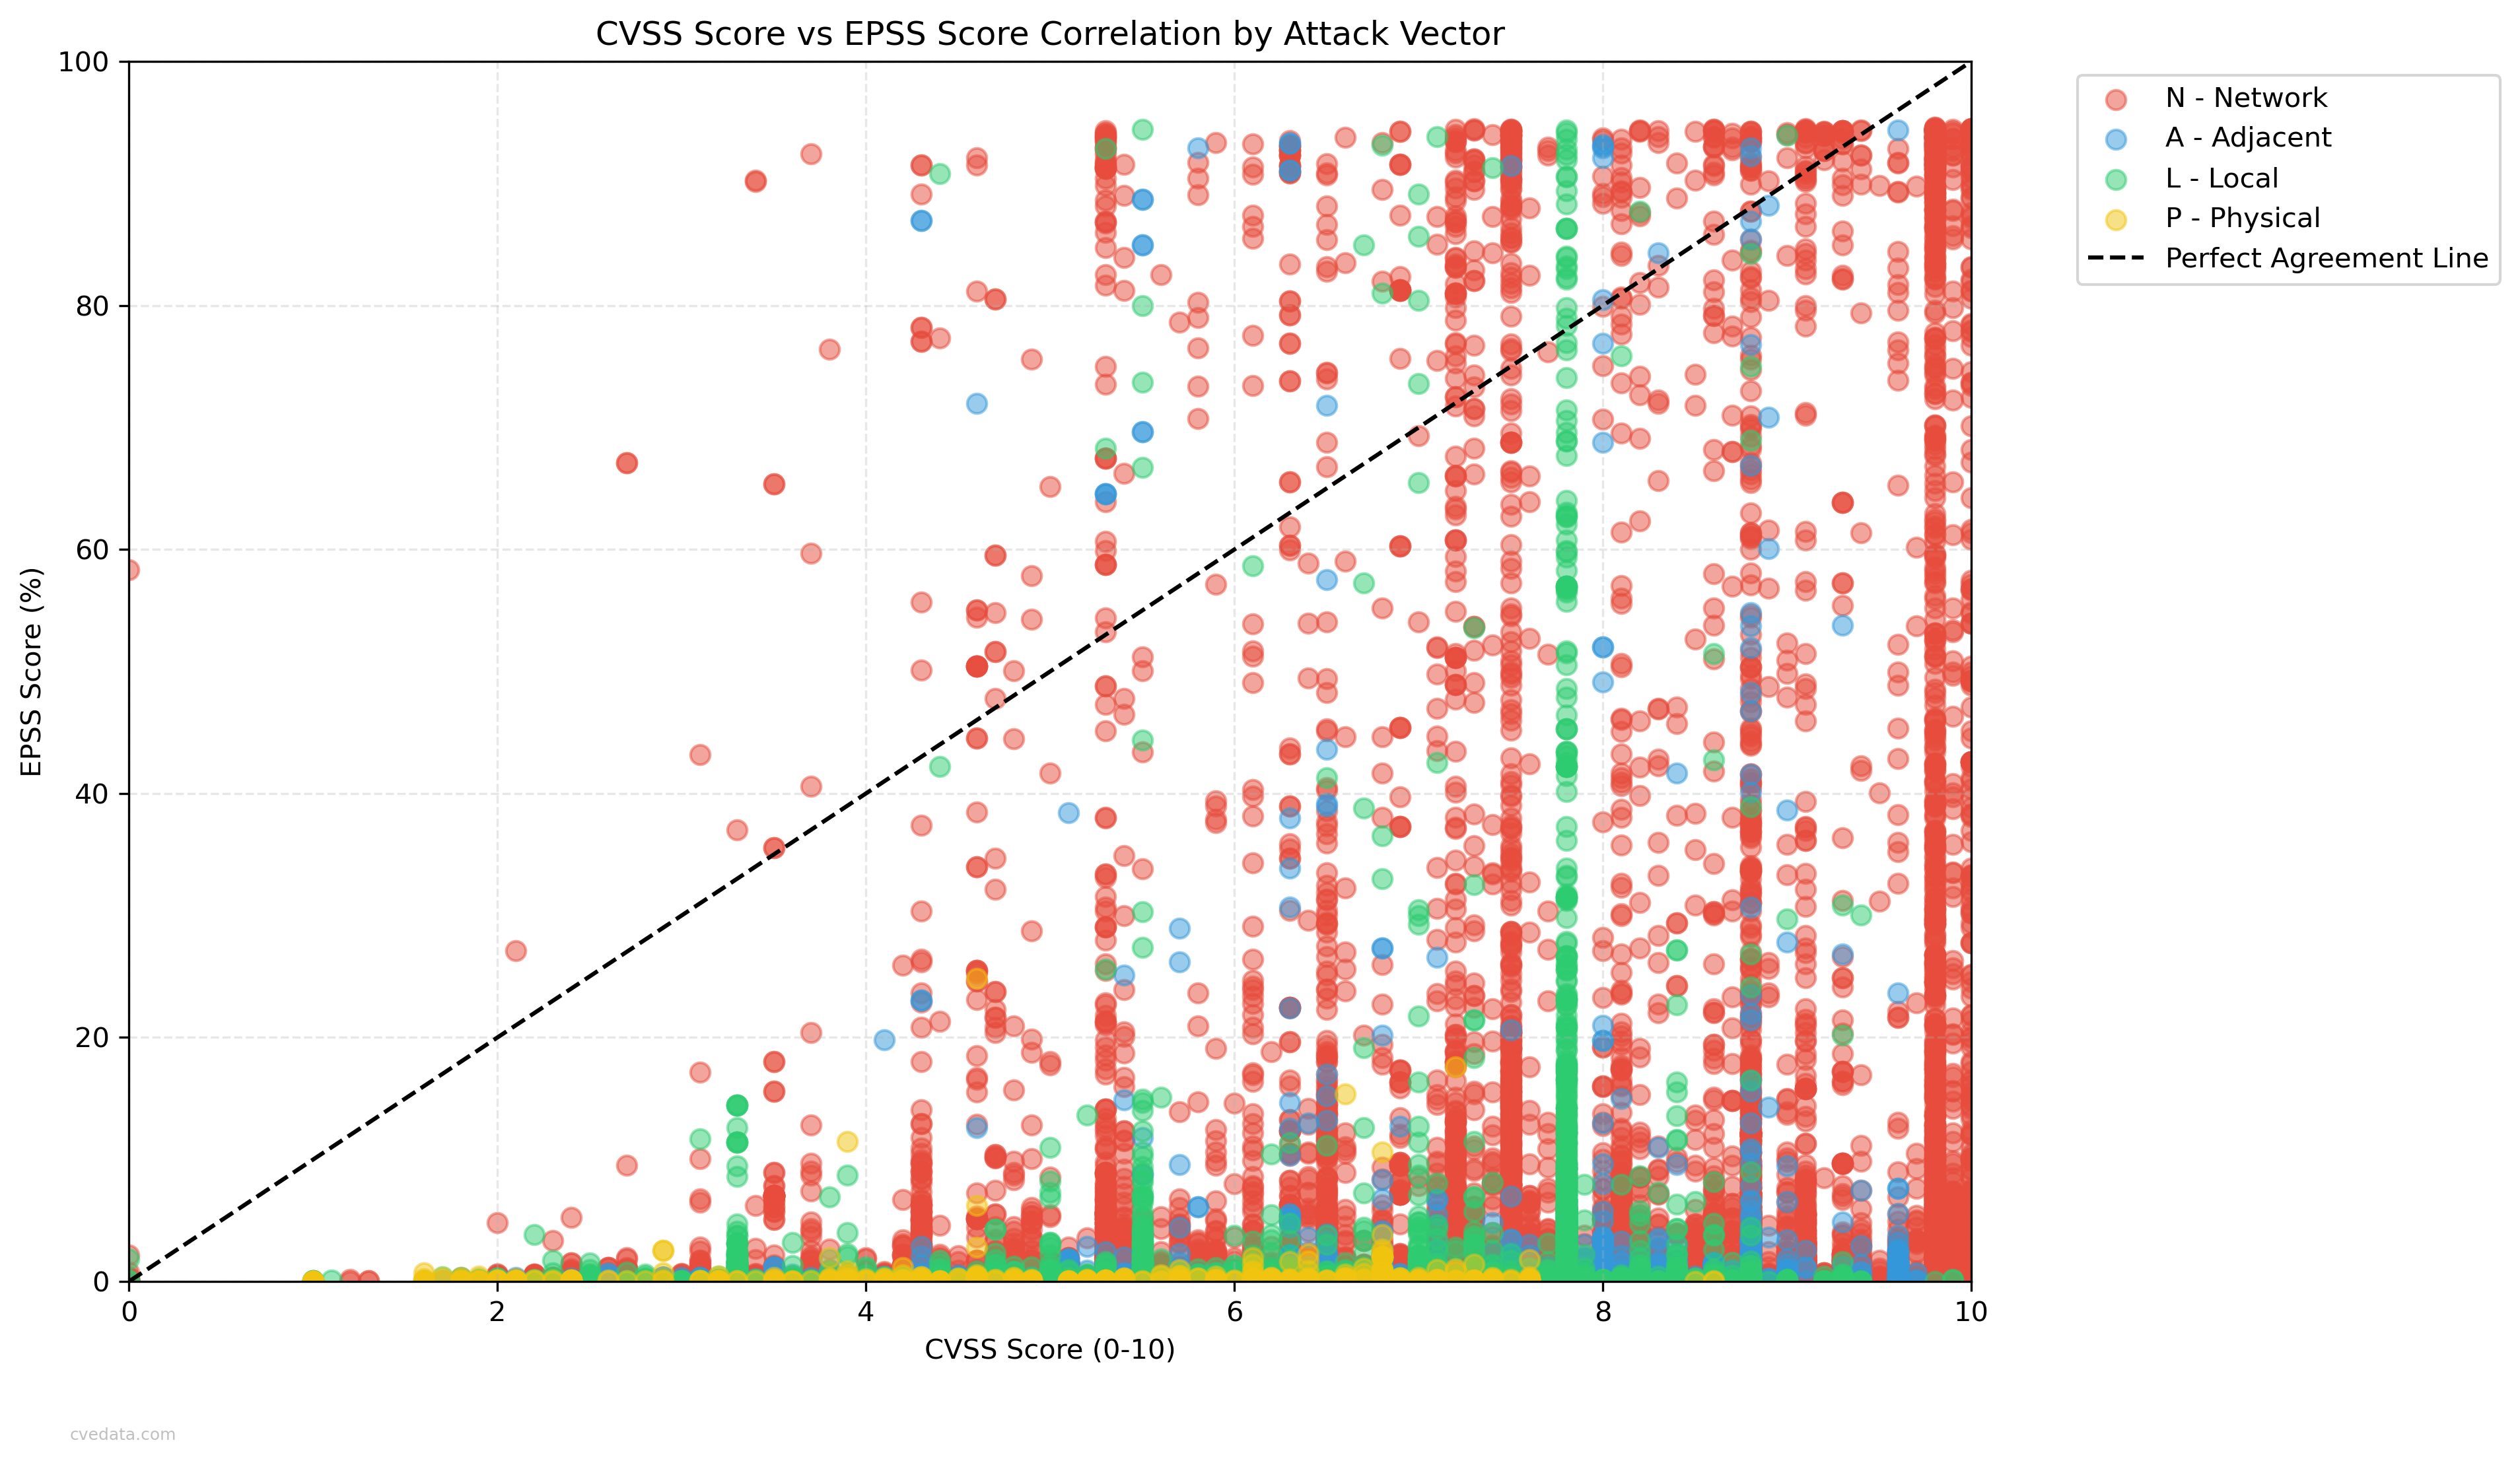 CVSS Score vs EPSS Score Correlation by Attack Vector
100
80
60
40
20
0
EPSS Score (%)
0 2 4 6 8 10
CVSS Score (0-10)
N - Network
A - Adjacent
L - Local
P - Physical
Perfect Agreement Line
cvedata.com